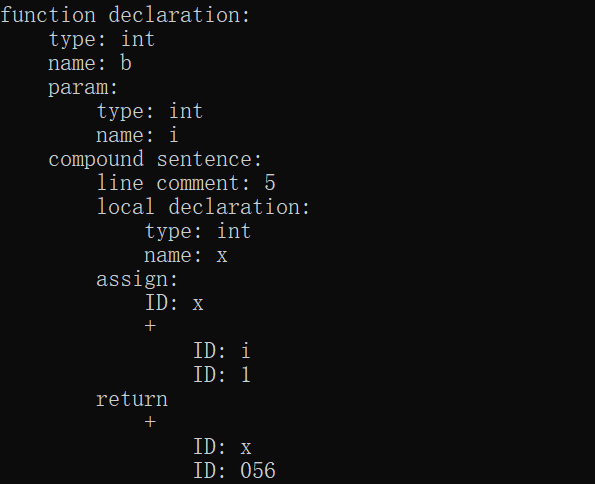 function declaration:
    type: int
    name: b
    param:
        type: int
        name: i
    compound sentence:
        line comment: 5
        local declaration:
            type: int
            name: x
        assign:
            ID: x
            +
                ID: i
                ID: 1
        return
            +
                ID: x
                ID: 056